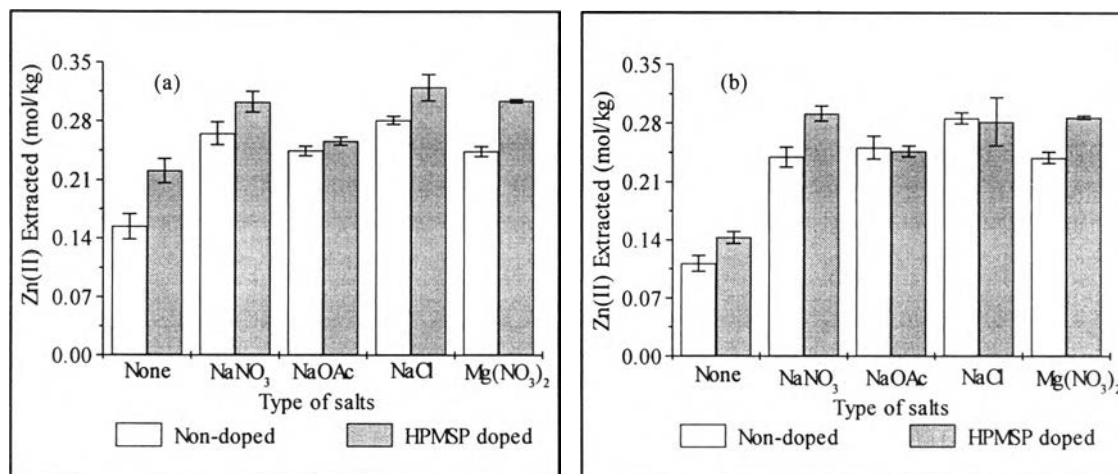 (a)
Zn(II) Extracted (mol/kg)
0.35
0.28
0.21
0.14
0.07
0.00
None NaNO₃ NaOAc NaCl Mg(NO₃)₂
Type of salts
Non-doped HPMSP doped
(b)
Zn(II) Extracted (mol/kg)
0.35
0.28
0.21
0.14
0.07
0.00
None NaNO₃ NaOAc NaCl Mg(NO₃)₂
Type of salts
Non-doped HPMSP doped